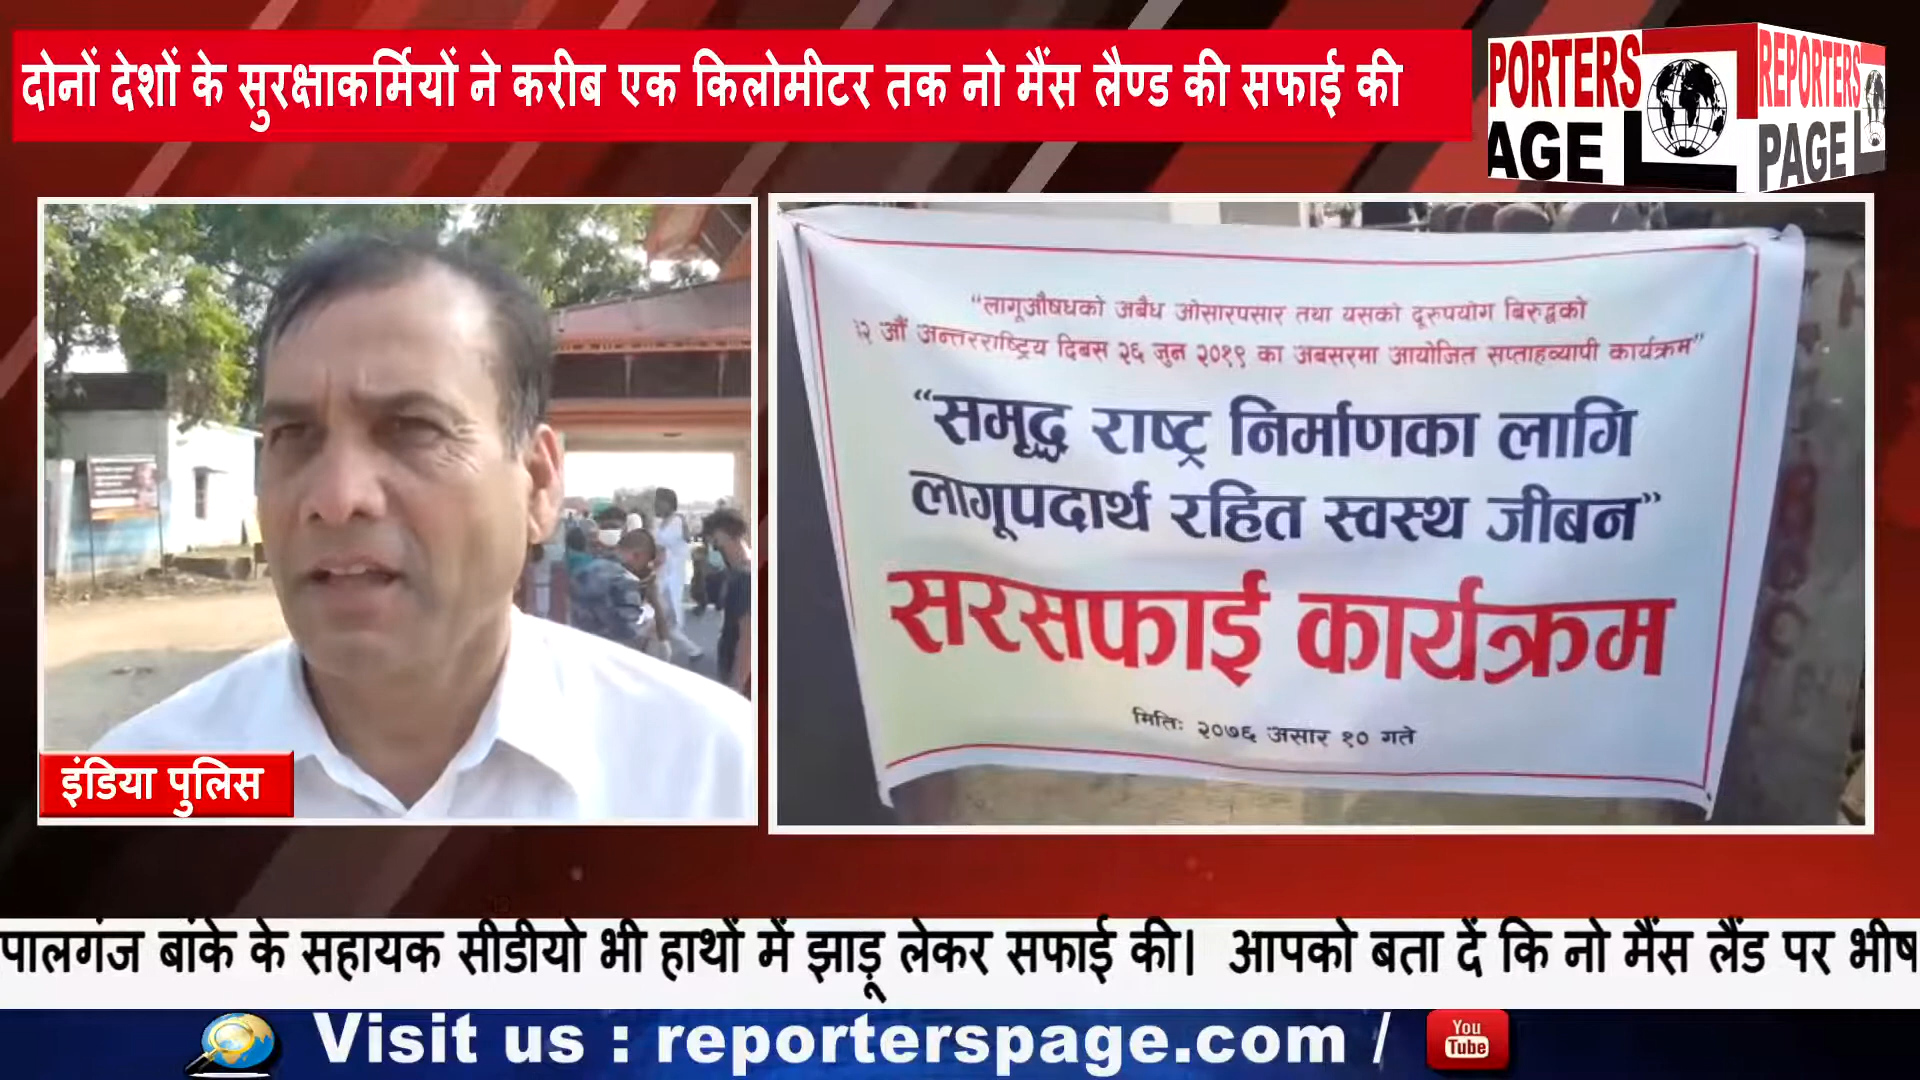 दोनों देशों के सुरक्षाकर्मियों ने करीब एक किलोमीटर तक नो मैंस लैण्ड की सफाई की
PORTERS
AGE
REPORTERS
PAGE
"लागूऔषधको अबैध ओसारपसार तथा यसको दूरुपयोग बिरुद्वको
३२ औं अन्तरराष्ट्रिय दिबस २६ जुन २०१९ का अबसरमा आयोजित सप्ताहव्यापी कार्यक्रम"
"समृद्ध राष्ट्र निर्माणका लागि
लागूपदार्थ रहित स्वस्थ जीबन"
सरसफाई कार्यक्रम
मितिः २०७६ असार १० गते
इंडिया पुलिस
पालगंज बांके के सहायक सीडीयो भी हाथों में झाड़ू लेकर सफाई की। आपको बता दें कि नो मैंस लैंड पर भीष
Visit us : reporterspage.com /
You
Tube